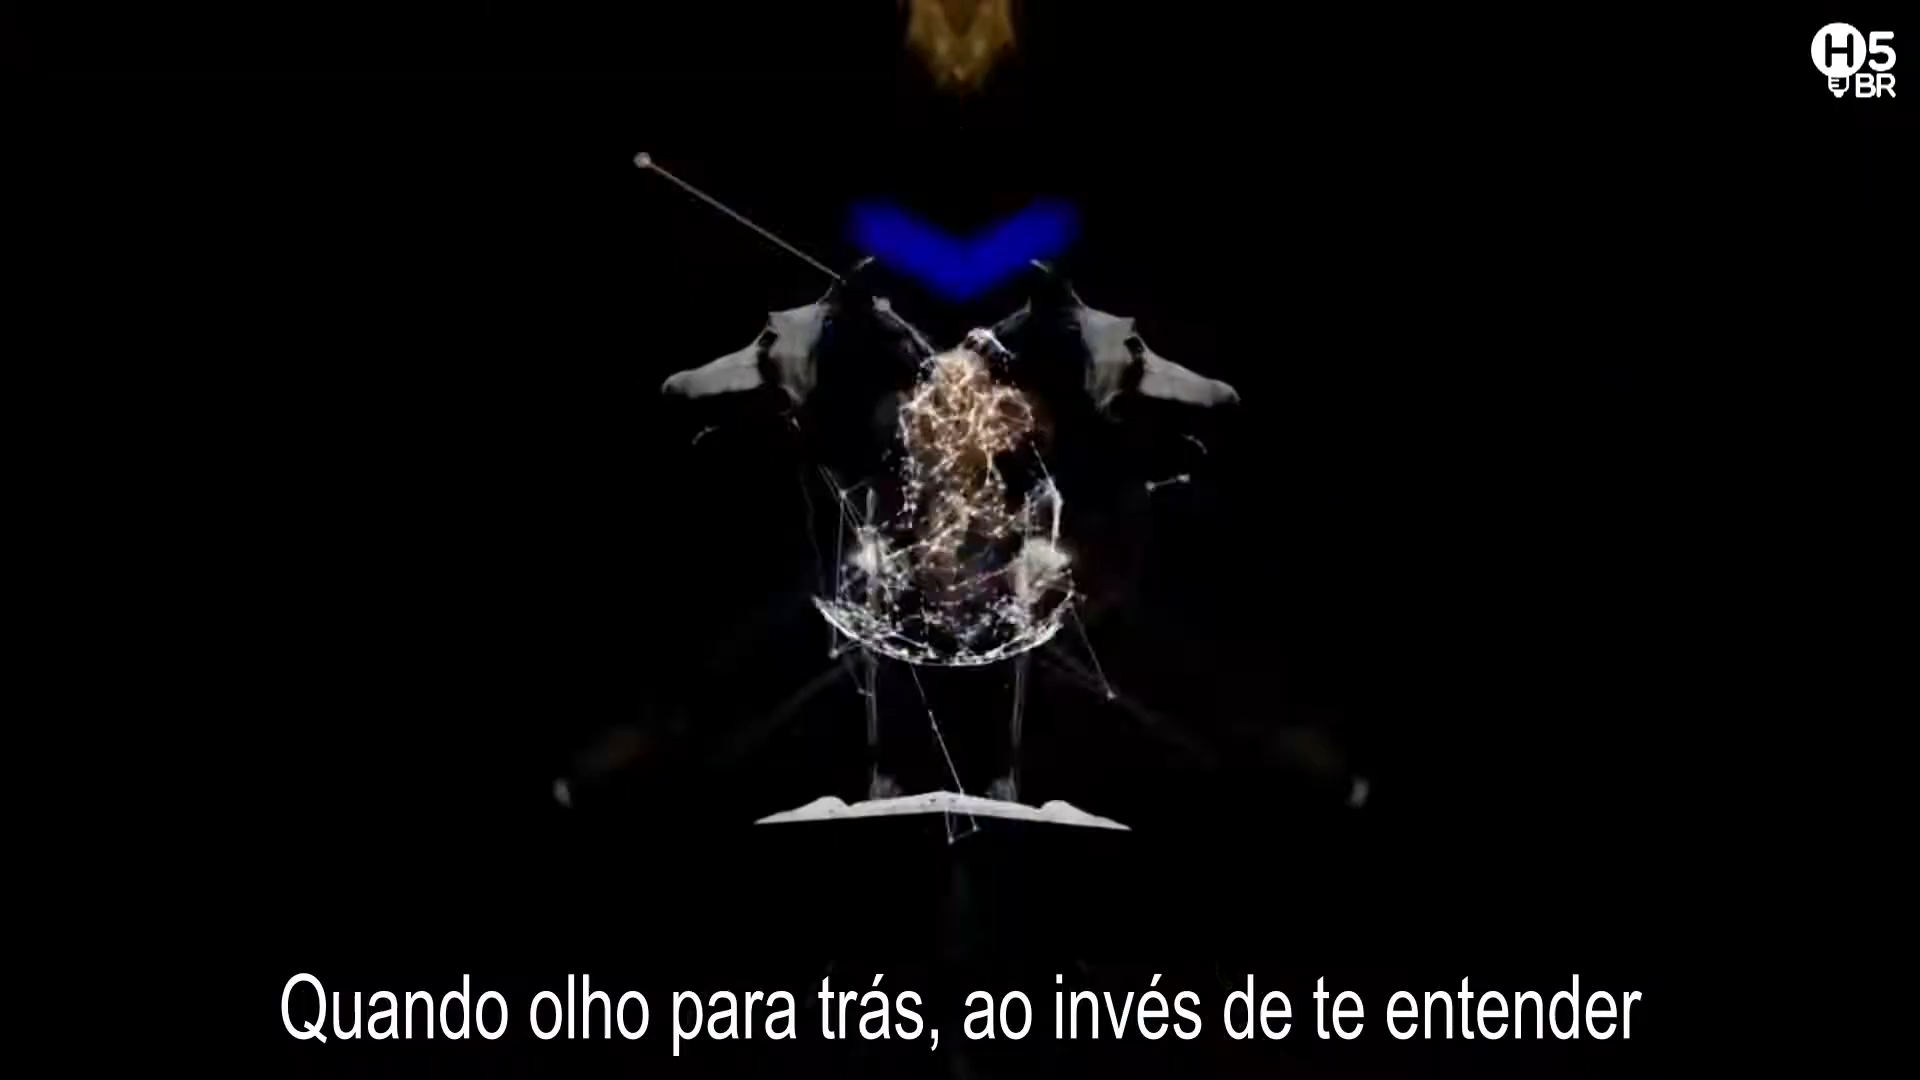 H5
BR
Quando olho para trás, ao invés de te entender